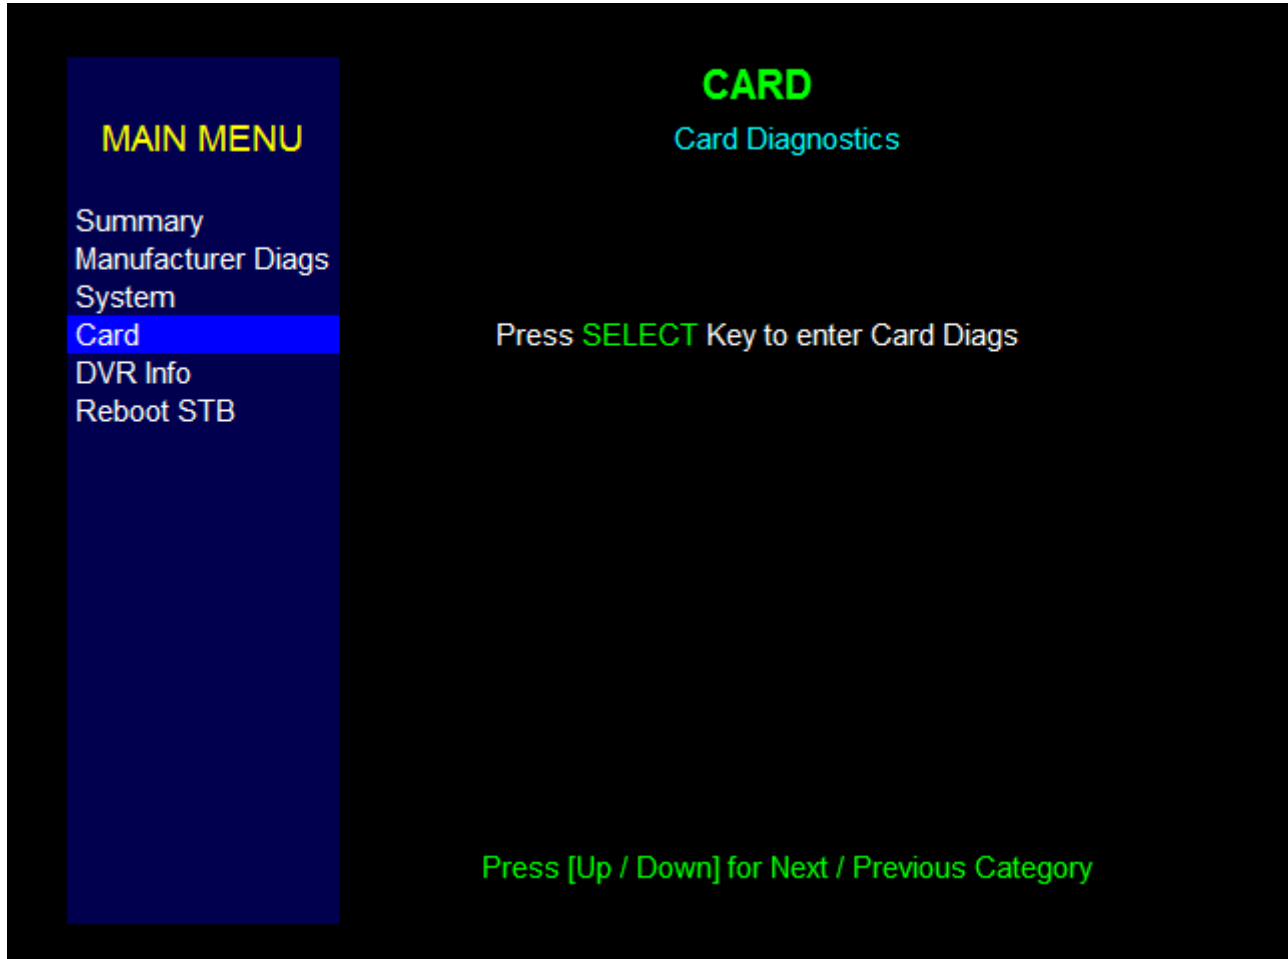 MAIN MENU
Summary
Manufacturer Diags
System
Card
DVR Info
Reboot STB
CARD
Card Diagnostics
Press SELECT Key to enter Card Diags
Press [Up / Down] for Next / Previous Category